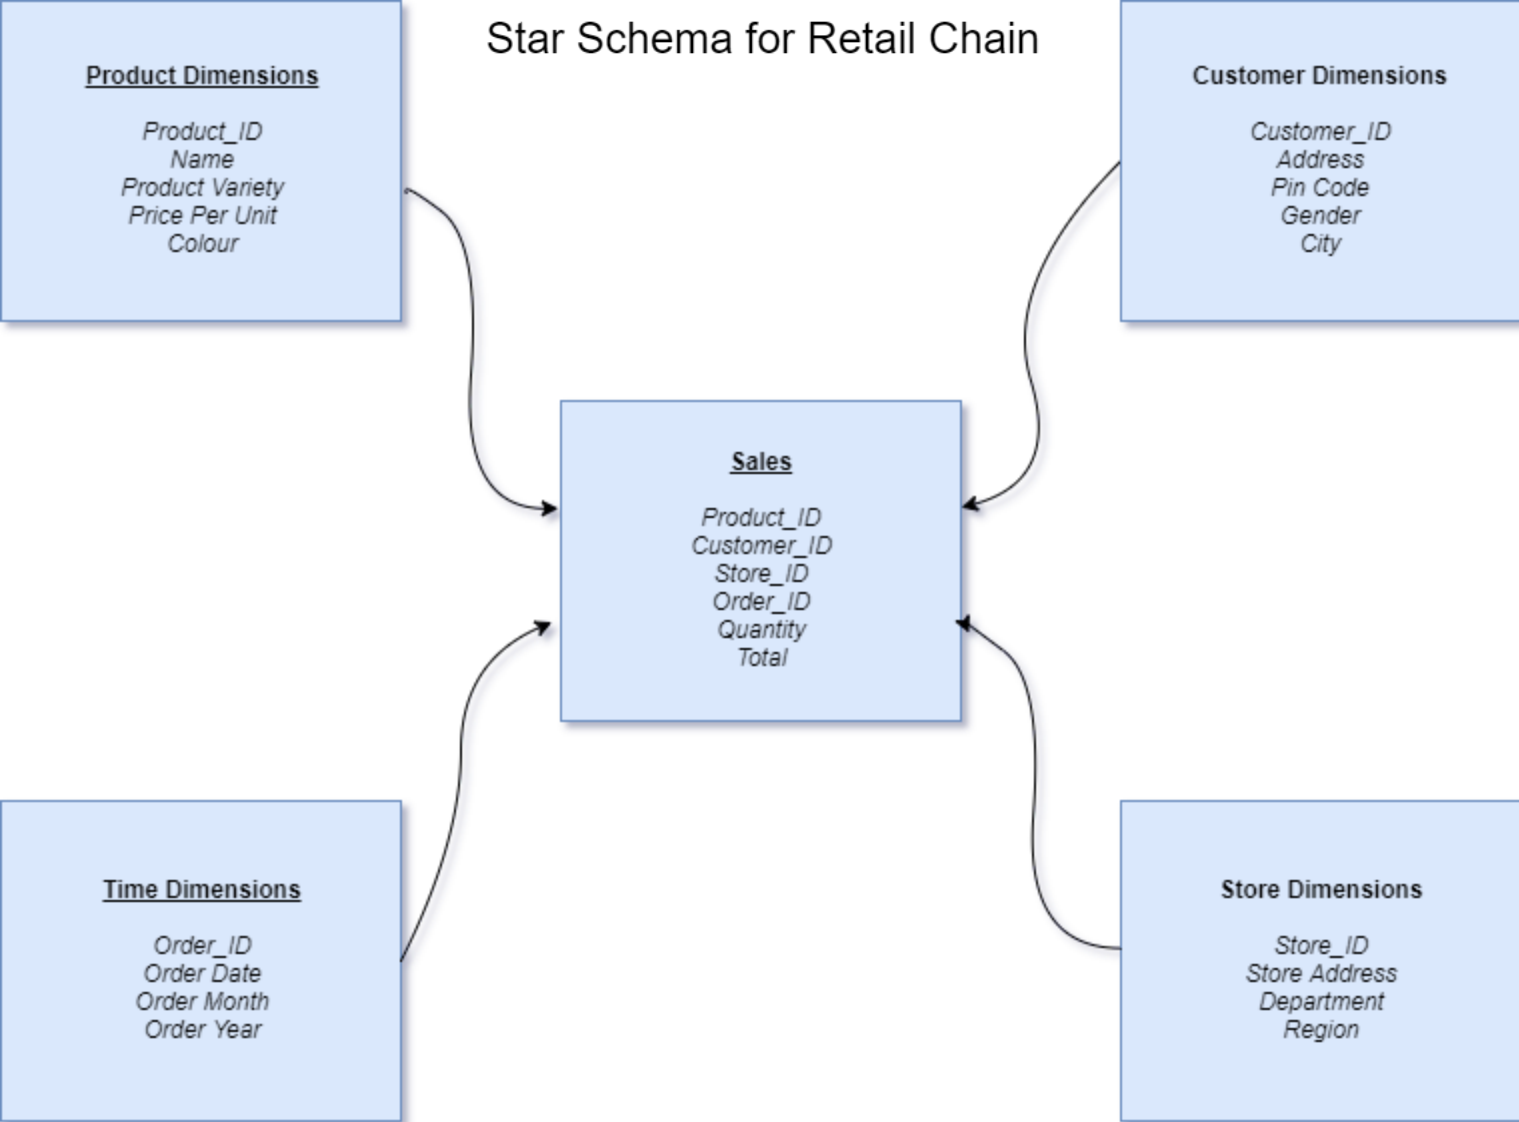 Star Schema for Retail Chain
Product Dimensions
Product_ID
Name
Product Variety
Price Per Unit
Colour
Customer Dimensions
Customer_ID
Address
Pin Code
Gender
City
Sales
Product_ID
Customer_ID
Store_ID
Order_ID
Quantity
Total
Time Dimensions
Order_ID
Order Date
Order Month
Order Year
Store Dimensions
Store_ID
Store Address
Department
Region